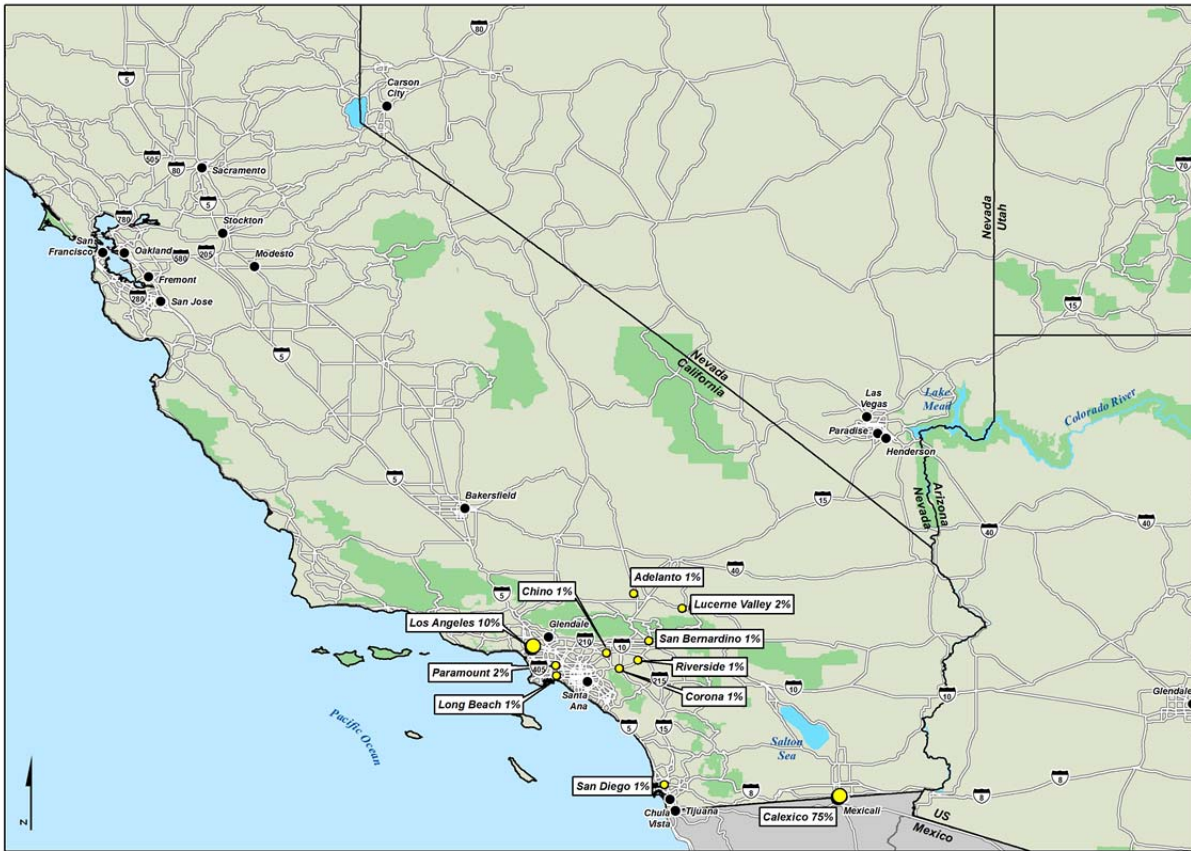 80
Carson
City
5
505
80
Sacramento
5
70
Stockton
780
San
Francisco
Oakland
580
205
Modesto
Nevada
Utah
Fremont
280
San Jose
15
5
Nevada
California
Las
Vegas
Lake
Mead
Colorado River
Paradise
Henderson
5
Bakersfield
15
Nevada
Arizona
40
40
40
Adelanto 1%
Chino 1%
5
Lucerne Valley 2%
Los Angeles 10%
Glendale
210
10
San Bernardino 1%
Paramount 2%
405
Riverside 1%
215
Corona 1%
Long Beach 1%
Santa
Ana
10
10
Glendale
Pacific Ocean
5
15
Salton
Sea
San Diego 1%
8
8
8
Chula
Vista
Tijuana
Calexico 75%
Mexicali
US
Mexico
N